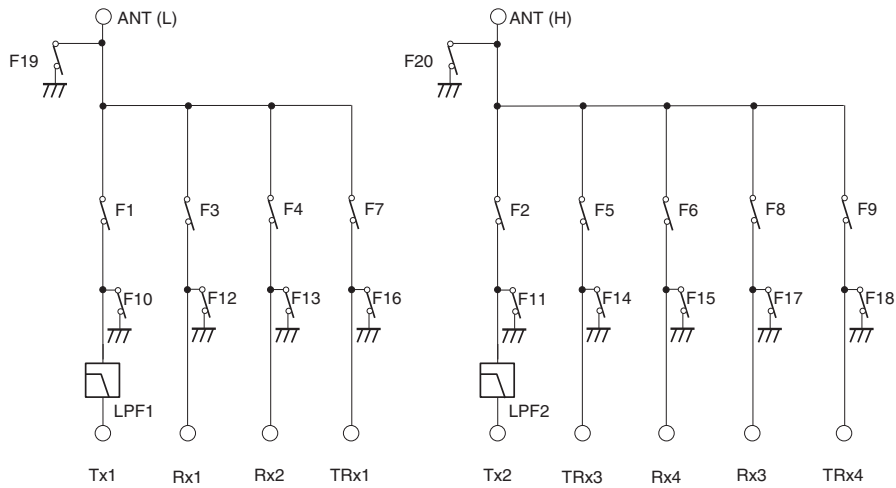 ANT (L) ANT (H)
F19 F20
F1 F3 F4 F7 F2 F5 F6 F8 F9
F10 F12 F13 F16 F11 F14 F15 F17 F18
LPF1 LPF2
Tx1 Rx1 Rx2 TRx1 Tx2 TRx3 Rx4 Rx3 TRx4